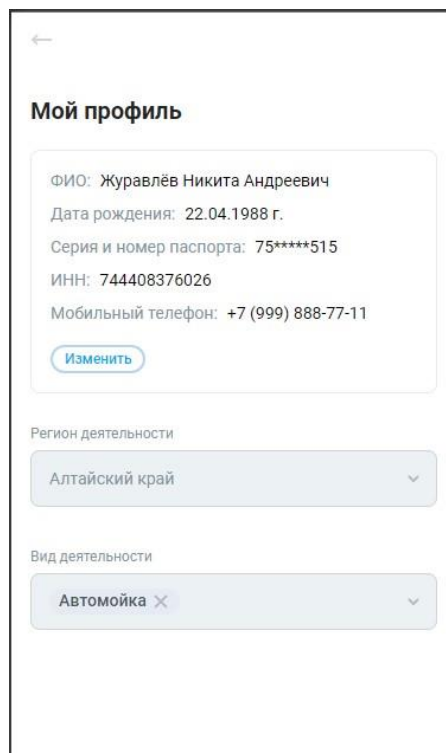 Мой профиль
ФИО: Журавлёв Никита Андреевич
Дата рождения: 22.04.1988 г.
Серия и номер паспорта: 75*****515
ИНН: 744408376026
Мобильный телефон: +7 (999) 888-77-11
Изменить
Регион деятельности
Алтайский край
Вид деятельности
Автомойка